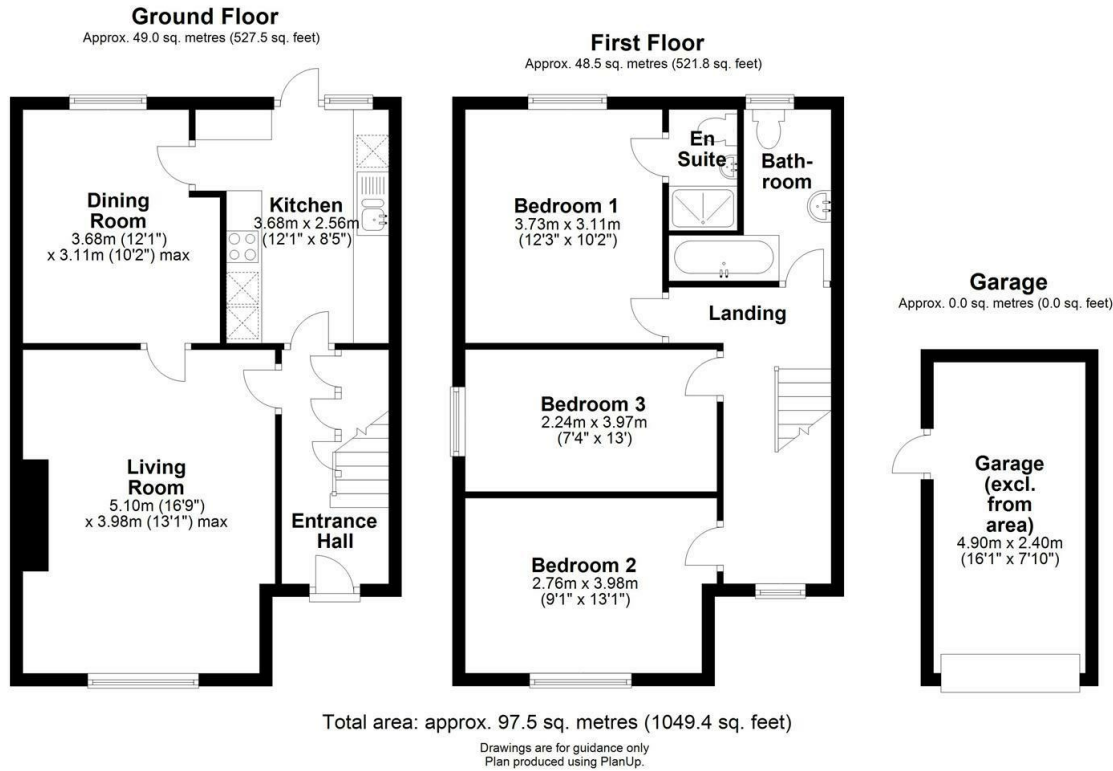 Ground Floor
Approx. 49.0 sq. metres (527.5 sq. feet)
Dining
Room
3.68m (12'1")
x 3.11m (10'2") max
Kitchen
3.68m x 2.56m
(12'1" x 8'5")
Living
Room
5.10m (16'9")
x 3.98m (13'1") max
Entrance
Hall
First Floor
Approx. 48.5 sq. metres (521.8 sq. feet)
Bedroom 1
3.73m x 3.11m
(12'3" x 10'2")
En
Suite
Bath-
room
Landing
Bedroom 3
2.24m x 3.97m
(7'4" x 13')
Bedroom 2
2.76m x 3.98m
(9'1" x 13'1")
Garage
Approx. 0.0 sq. metres (0.0 sq. feet)
Garage
(excl.
from
area)
4.90m x 2.40m
(16'1" x 7'10")
Total area: approx. 97.5 sq. metres (1049.4 sq. feet)
Drawings are for guidance only
Plan produced using PlanUp.